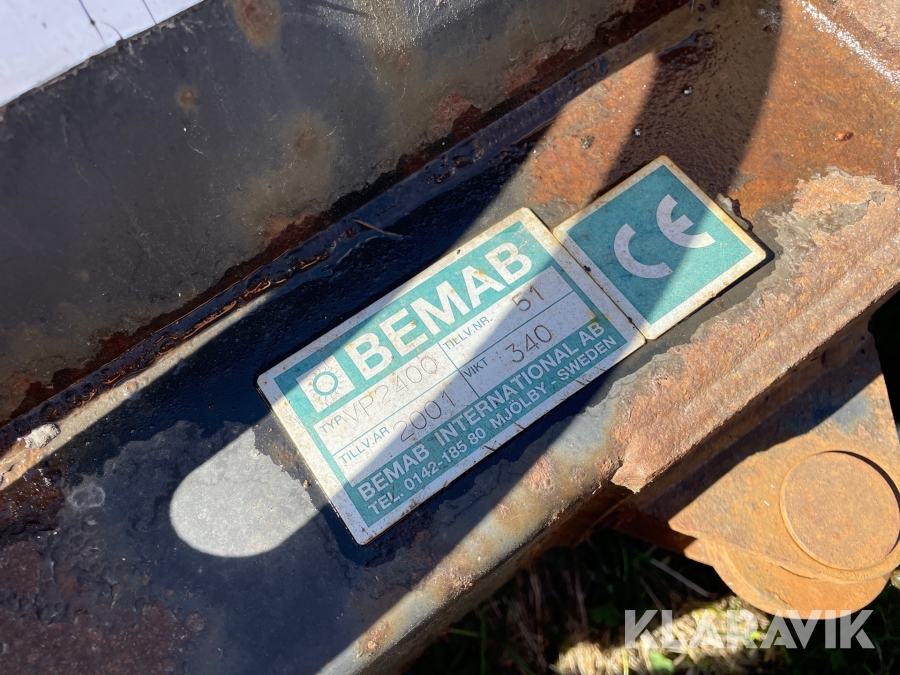 BEMAB
TYP. VP2400 TILLV.NR. 51
TILLV.ÅR 2001 VIKT 340
BEMAB INTERNATIONAL AB
TEL. 0142-185 80 MJÖLBY - SWEDEN
CE
KLARAVIK